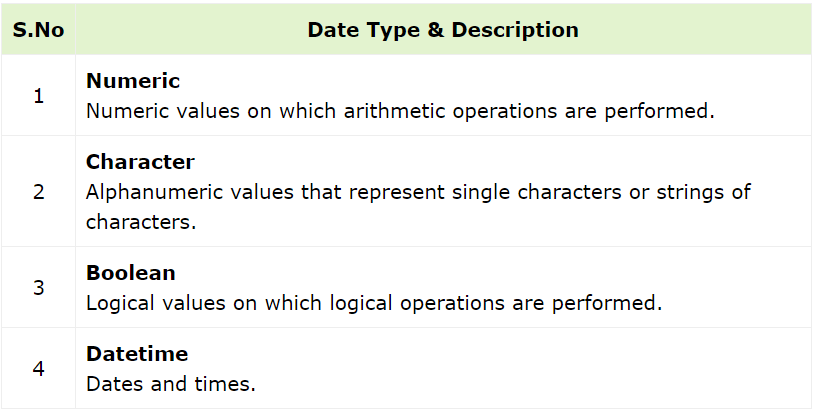 S.No Date Type & Description
1
Numeric
Numeric values on which arithmetic operations are performed.
2
Character
Alphanumeric values that represent single characters or strings of
characters.
3
Boolean
Logical values on which logical operations are performed.
4
Datetime
Dates and times.